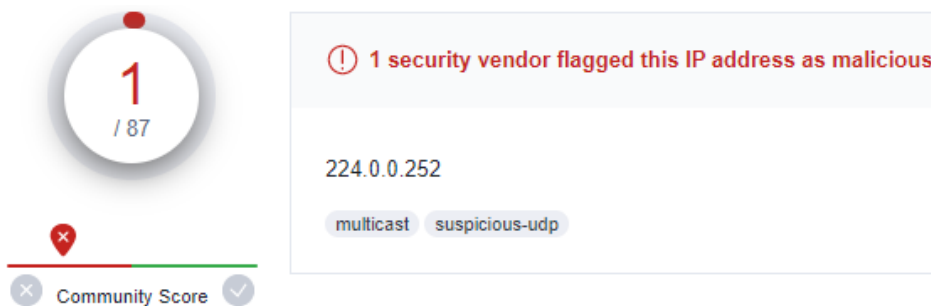 1
/ 87
Community Score
1 security vendor flagged this IP address as malicious
224.0.0.252
multicast suspicious-udp